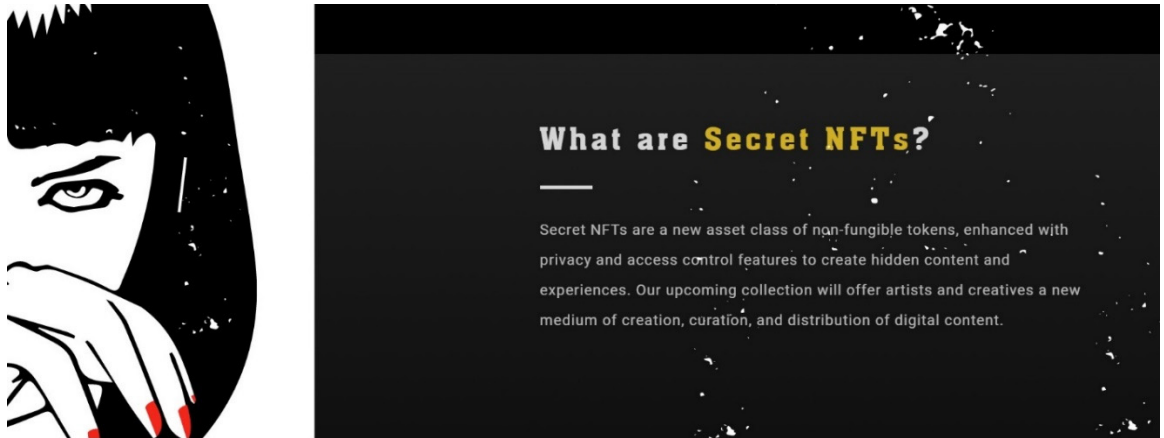 What are Secret NFTs?
Secret NFTs are a new asset class of non-fungible tokens, enhanced with
privacy and access control features to create hidden content and
experiences. Our upcoming collection will offer artists and creatives a new
medium of creation, curation, and distribution of digital content.